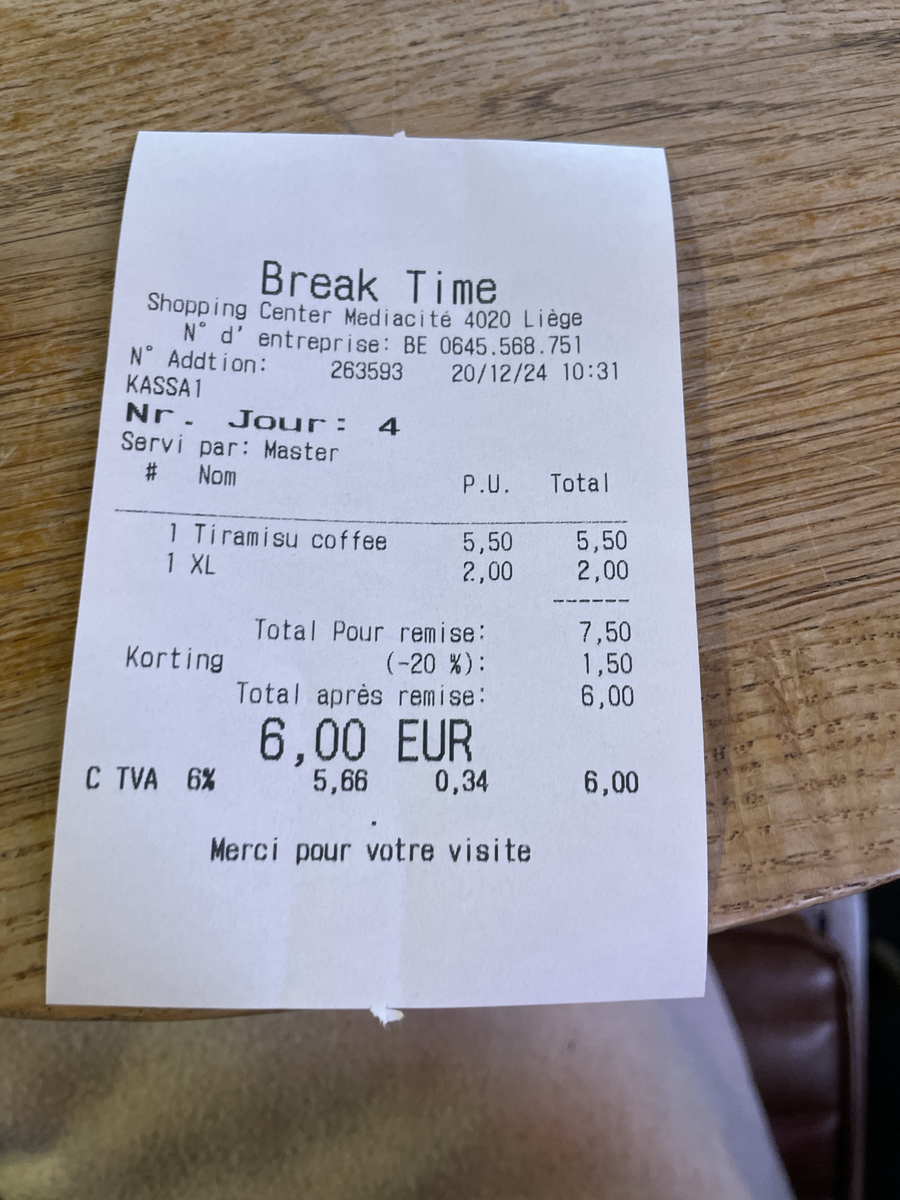 Break Time
Shopping Center Mediacité 4020 Liège
N° d' entreprise: BE 0645.568.751
N° Addtion: 263593 20/12/24 10:31
KASSA1
Nr. Jour: 4
Servi par: Master
# Nom P.U. Total
1 Tiramisu coffee 5,50 5,50
1 XL 2,00 2,00
------
Total Pour remise: 7,50
Korting (-20 %): 1,50
Total après remise: 6,00
6,00 EUR
C TVA 6% 5,66 0,34 6,00
.
Merci pour votre visite